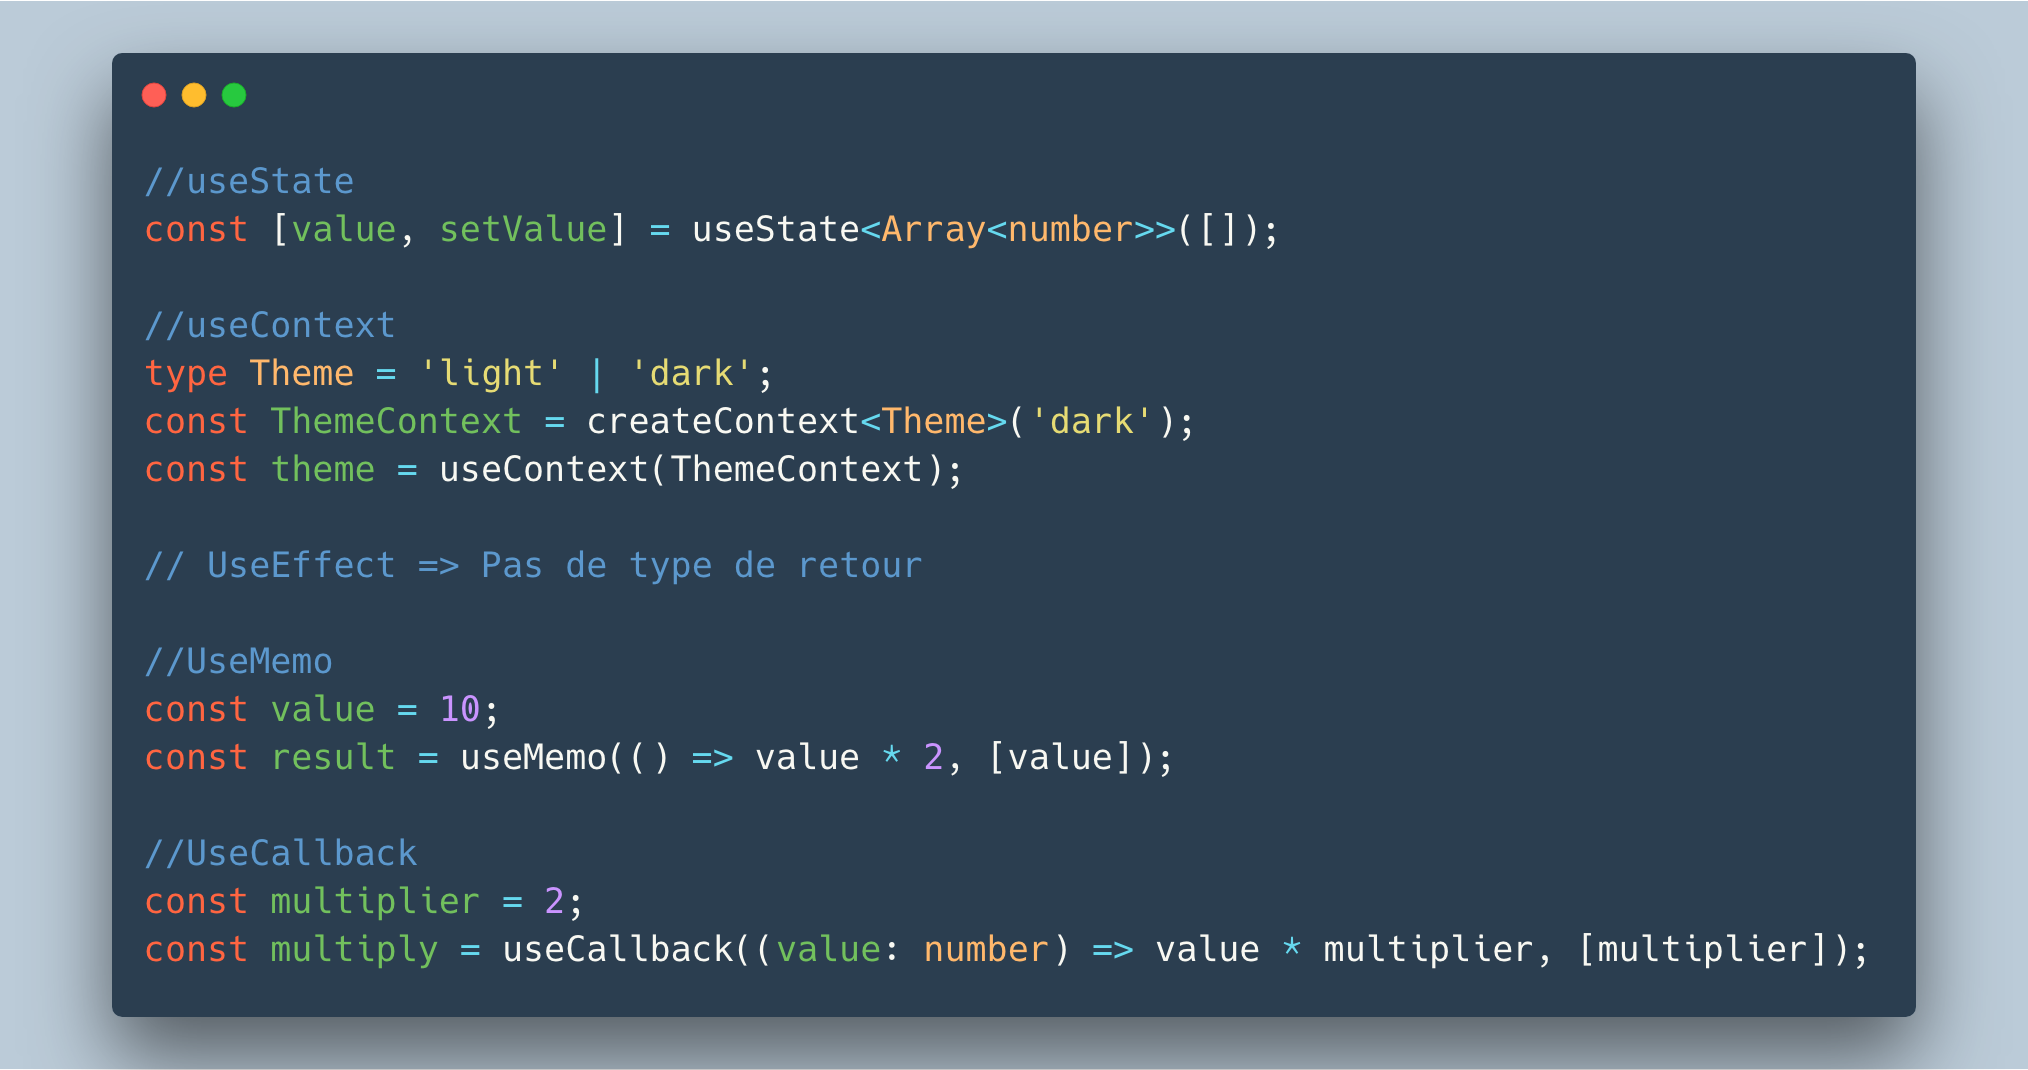 //useState
const [value, setValue] = useState<Array<number>>([]);
//useContext
type Theme = 'light' | 'dark';
const ThemeContext = createContext<Theme>('dark');
const theme = useContext(ThemeContext);
// UseEffect => Pas de type de retour
//UseMemo
const value = 10;
const result = useMemo(() => value * 2, [value]);
//UseCallback
const multiplier = 2;
const multiply = useCallback((value: number) => value * multiplier, [multiplier]);